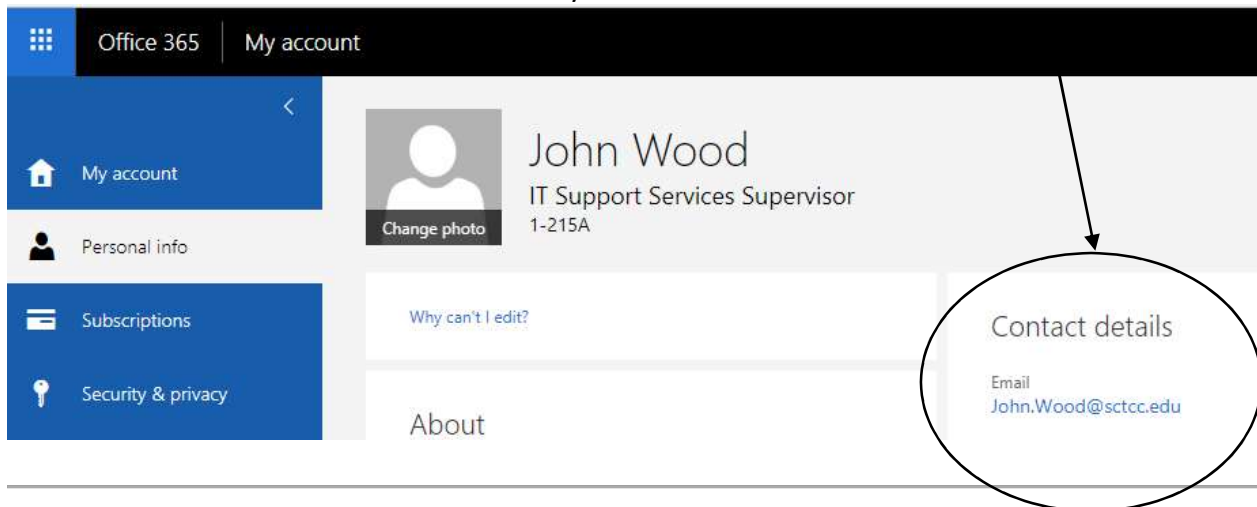 Office 365 My account
My account
Personal info
Subscriptions
Security & privacy
John Wood
IT Support Services Supervisor
1-215A
Change photo
Why can't I edit?
About
Contact details
Email
John.Wood@sctcc.edu